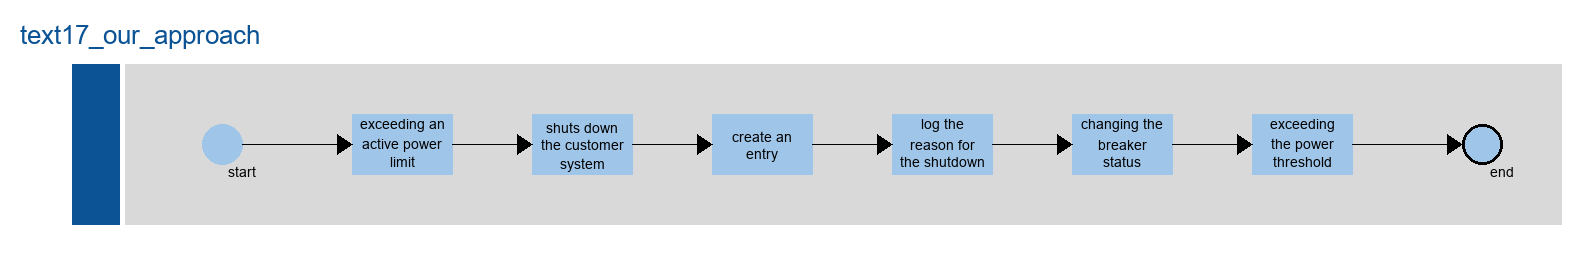 text17_our_approach
start
exceeding an
active power
limit
shuts down
the customer
system
create an
entry
log the
reason for
the shutdown
changing the
breaker
status
exceeding
the power
threshold
end